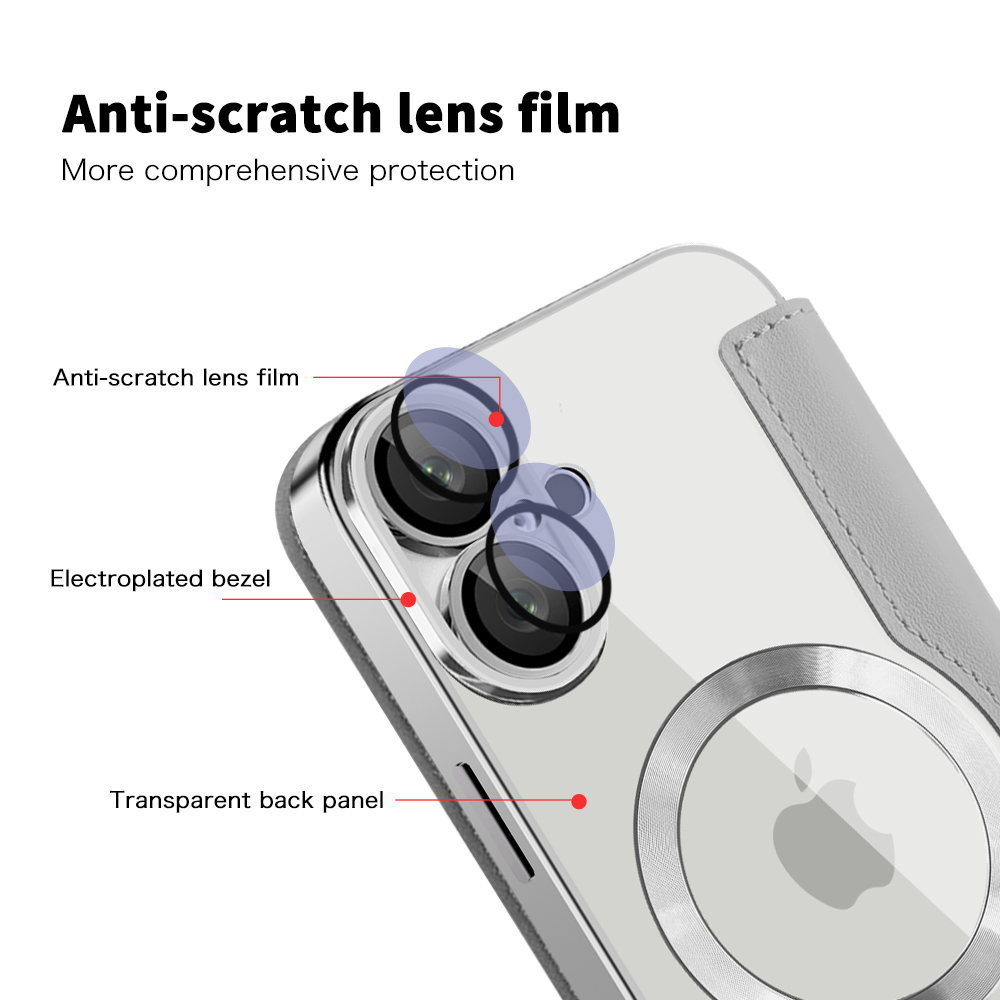 Anti-scratch lens film
More comprehensive protection
Anti-scratch lens film
Electroplated bezel
Transparent back panel